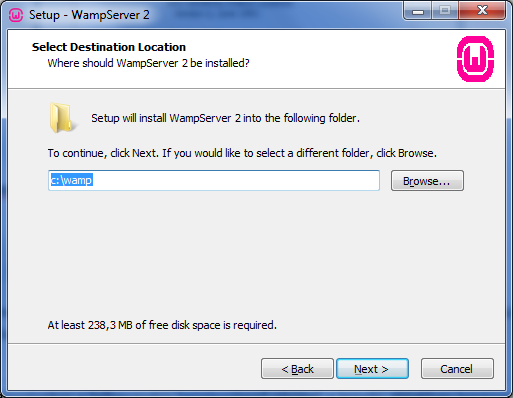 Setup - WampServer 2
Select Destination Location
Where should WampServer 2 be installed?
Setup will install WampServer 2 into the following folder.
To continue, click Next. If you would like to select a different folder, click Browse.
c:\wamp
Browse...
At least 238,3 MB of free disk space is required.
< Back
Next >
Cancel